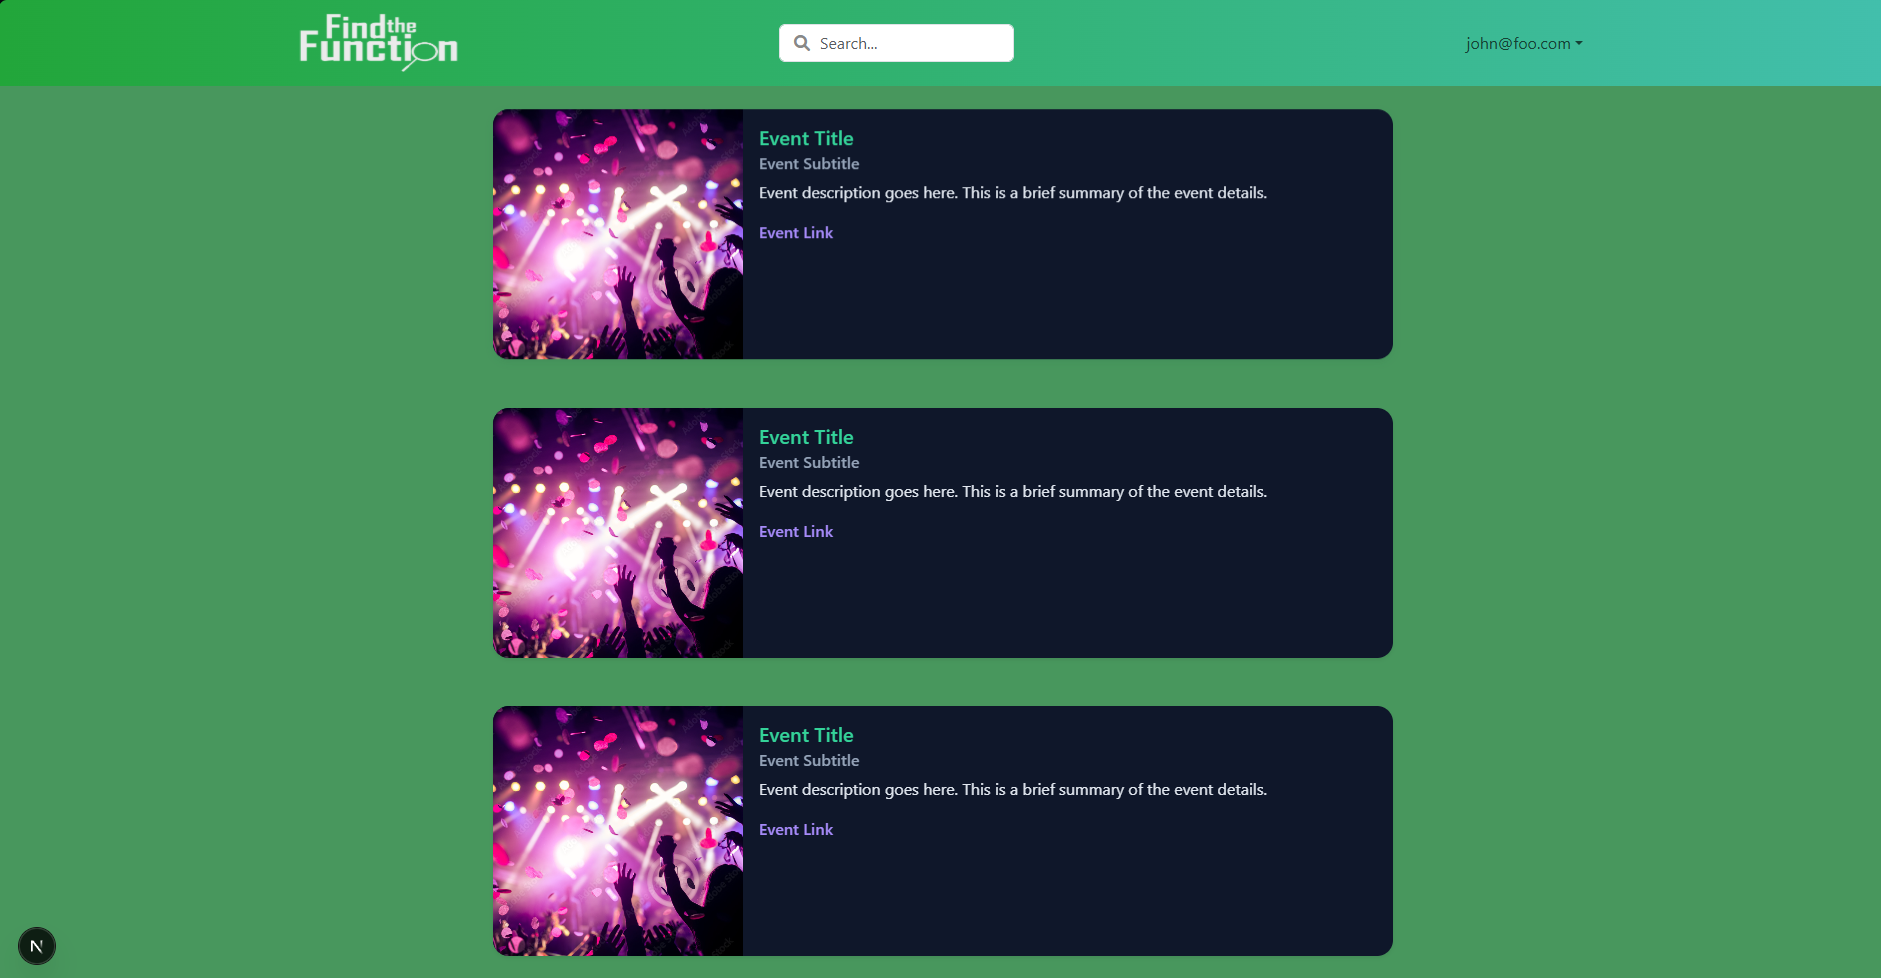 Find the
Function
Search...
john@foo.com
Event Title
Event Subtitle
Event description goes here. This is a brief summary of the event details.
Event Link
Event Title
Event Subtitle
Event description goes here. This is a brief summary of the event details.
Event Link
Event Title
Event Subtitle
Event description goes here. This is a brief summary of the event details.
Event Link
N